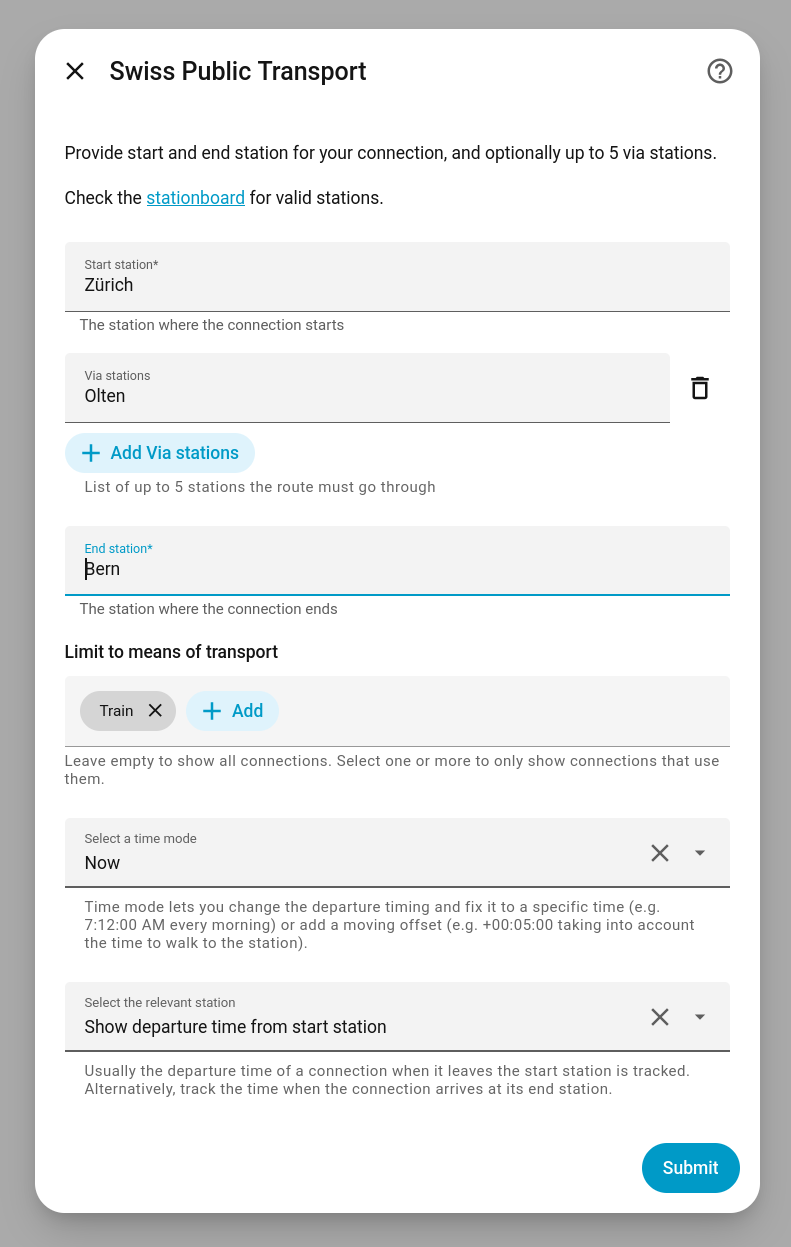 Swiss Public Transport
Provide start and end station for your connection, and optionally up to 5 via stations.
Check the stationboard for valid stations.
Start station*
Zürich
The station where the connection starts
Via stations
Olten
Add Via stations
List of up to 5 stations the route must go through
End station*
Bern
The station where the connection ends
Limit to means of transport
Train
Add
Leave empty to show all connections. Select one or more to only show connections that use
them.
Select a time mode
Now
Time mode lets you change the departure timing and fix it to a specific time (e.g.
7:12:00 AM every morning) or add a moving offset (e.g. +00:05:00 taking into account
the time to walk to the station).
Select the relevant station
Show departure time from start station
Usually the departure time of a connection when it leaves the start station is tracked.
Alternatively, track the time when the connection arrives at its end station.
Submit